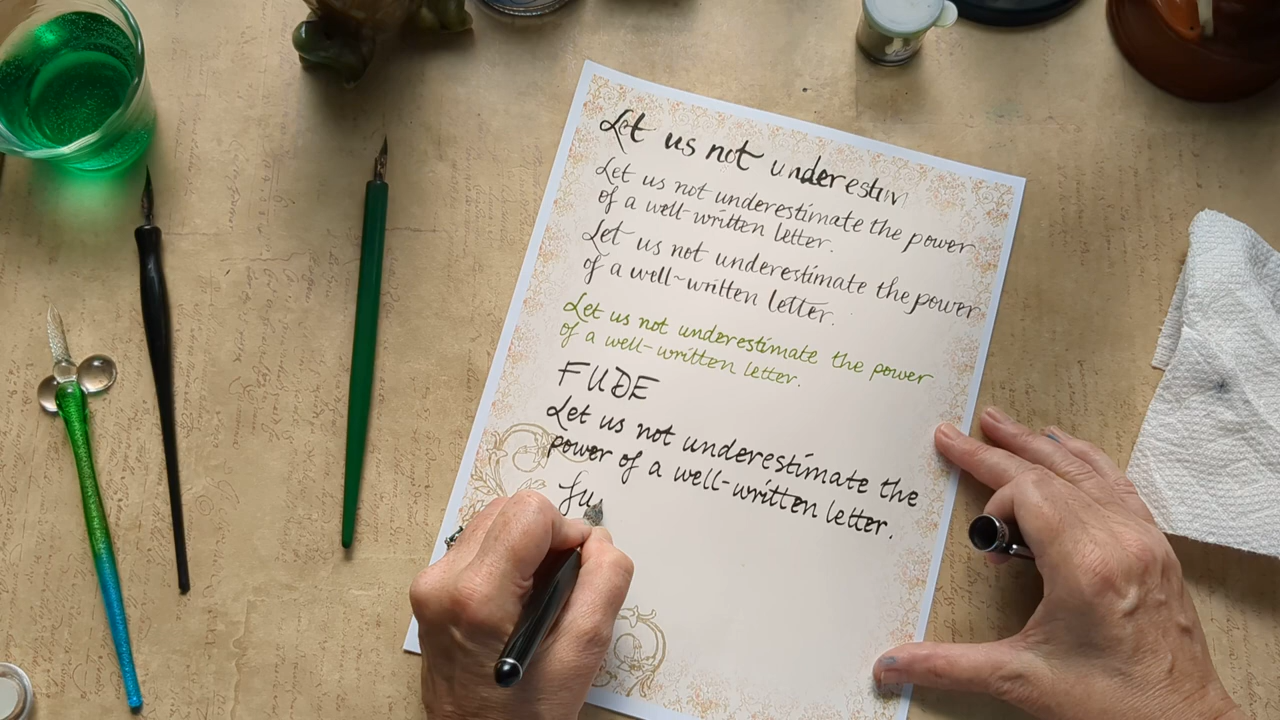 Let us not underestim
Let us not underestimate the power
of a well-written letter.
Let us not underestimate the power
of a well-written letter.
Let us not underestimate the power
of a well-written letter.
FUDE
Let us not underestimate the
power of a well-written letter.
fu